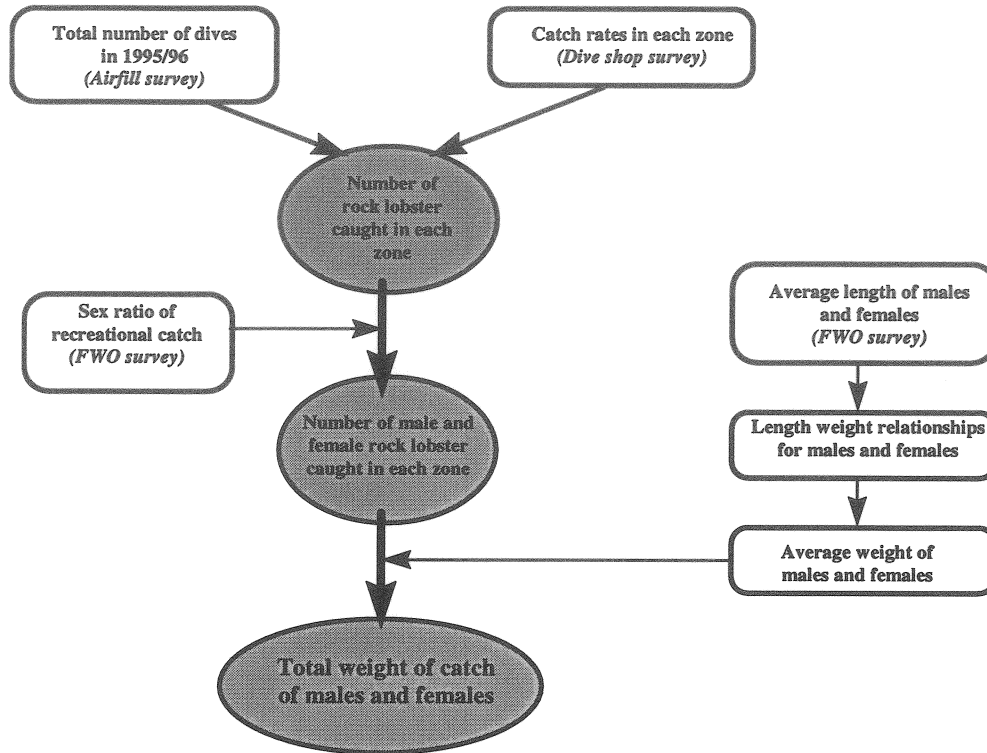 Total number of dives
in 1995/96
(Airfill survey)
Catch rates in each zone
(Dive shop survey)
Number of
rock lobster
caught in each
zone
Sex ratio of
recreational catch
(FWO survey)
Average length of males
and females
(FWO survey)
Number of male and
female rock lobster
caught in each zone
Length weight relationships
for males and females
Average weight of
males and females
Total weight of catch
of males and females